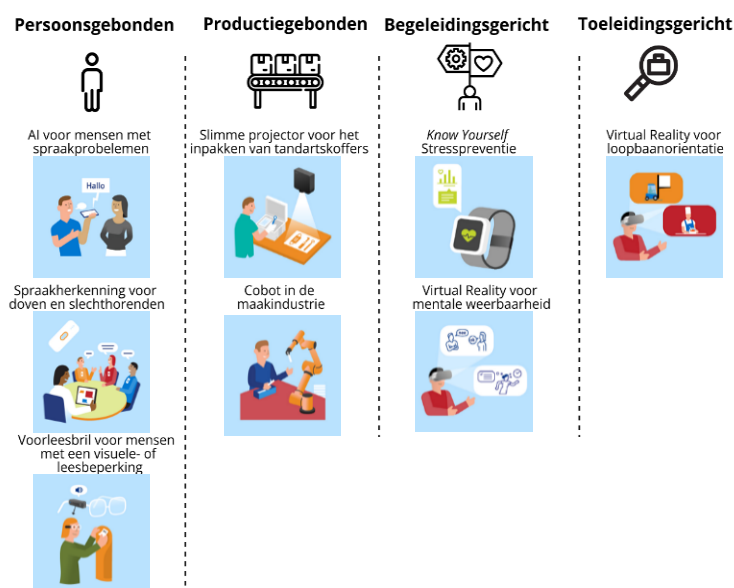 Persoonsgebonden
Productiegebonden
Begeleidingsgericht
Toeleidingsgericht
AI voor mensen met
spraakprobelemen
Hallo
Spraakherkenning voor
doven en slechthorenden
Voorleesbril voor mensen
met een visuele- of
leesbeperking
Slimme projector voor het
inpakken van tandartskoffers
Cobot in de
maakindustrie
Know Yourself
Stresspreventie
Virtual Reality voor
mentale weerbaarheid
Virtual Reality voor
loopbaanorientatie